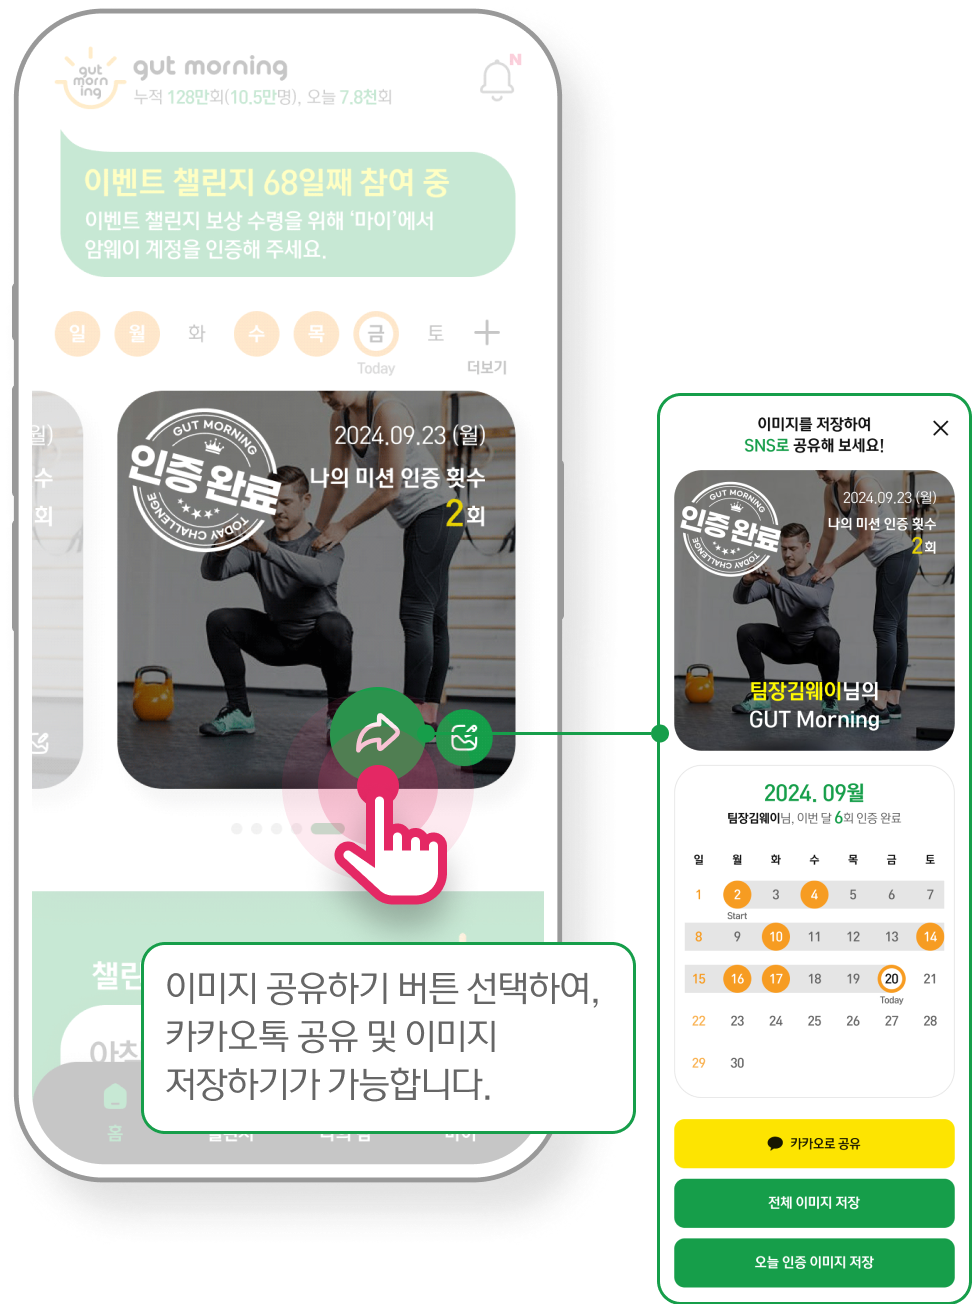 gut
morn
ing
gut morning
누적 128만회(10.5만명), 오늘 7.8천회
N
이벤트 챌린지 68일째 참여 중
이벤트 챌린지 보상 수령을 위해 ‘마이’에서
암웨이 계정을 인증해 주세요.
일 월 화 수 목 금 토
Today
더보기
월)
수
회
GUT MORNING
인증 완료
TODAY CHALLENGE
2024.09.23 (월)
나의 미션 인증 횟수
2회
챌린
아침
홈
이미지 공유하기 버튼 선택하여,
카카오톡 공유 및 이미지
저장하기가 가능합니다.
이미지를 저장하여
SNS로 공유해 보세요!
GUT MORNING
인증 완료
TODAY CHALLENGE
2024.09.23 (월)
나의 미션 인증 횟수
2회
팀장김웨이님의
GUT Morning
2024. 09월
팀장김웨이님, 이번 달 6회 인증 완료
일 월 화 수 목 금 토
1 2 3 4 5 6 7
Start
8 9 10 11 12 13 14
15 16 17 18 19 20 21
Today
22 23 24 25 26 27 28
29 30
카카오로 공유
전체 이미지 저장
오늘 인증 이미지 저장